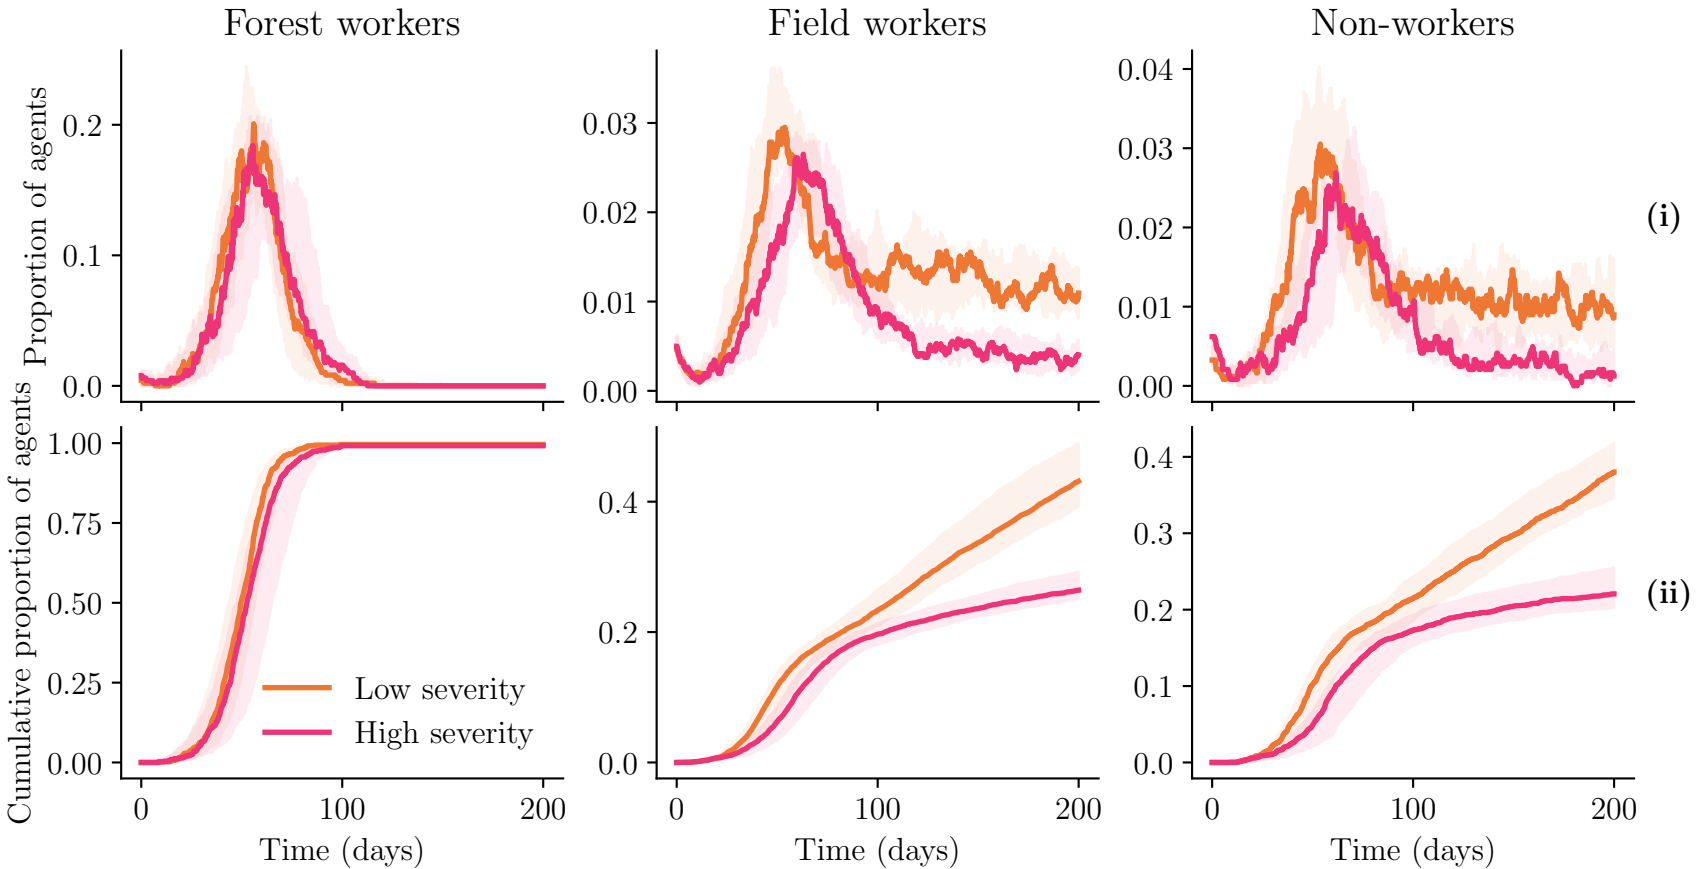 Forest workers
Field workers
Non-workers
Proportion of agents
0.2
0.1
0.0
0.03
0.02
0.01
0.00
0.04
0.03
0.02
0.01
0.00
(i)
Cumulative proportion of agents
1.00
0.75
0.50
0.25
0.00
Low severity
High severity
0.4
0.2
0.0
0.4
0.3
0.2
0.1
0.0
(ii)
0 100 200
0 100 200
0 100 200
Time (days)
Time (days)
Time (days)